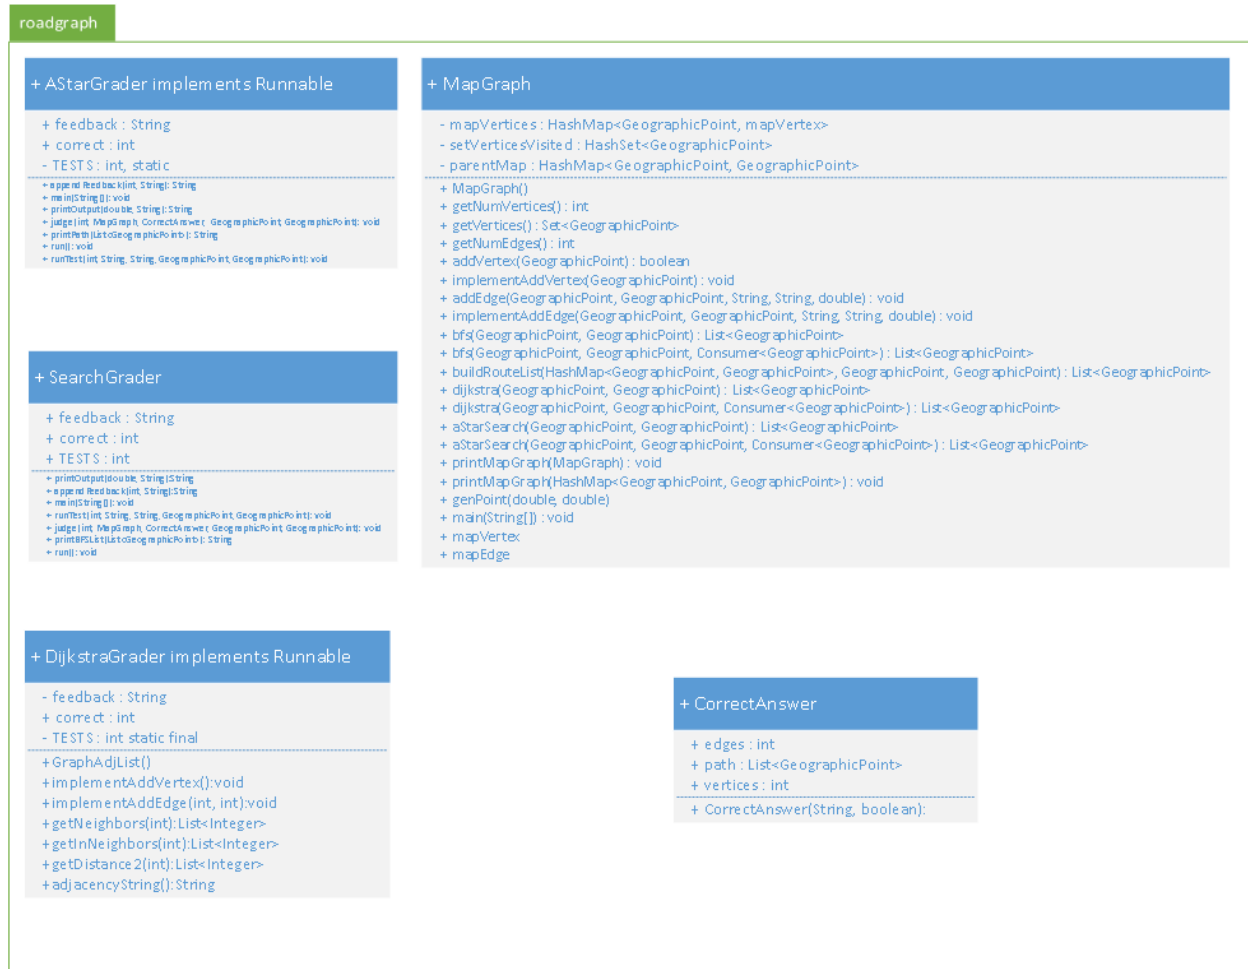 roadgraph
+ AStarGrader implements Runnable
+ feedback : String
+ correct : int
- TESTS : int, static
+ appendFeedback(int, String): String
+ main(String[]): void
+ printOutput(double, String): String
+ judge(int, MapGraph, CorrectAnswer, GeographicPoint, GeographicPoint): void
+ printPath(List<GeographicPoint>): String
+ run(): void
+ runTest(int, String, String, GeographicPoint, GeographicPoint): void
+ SearchGrader
+ feedback : String
+ correct : int
+ TESTS : int
+ printOutput(double, String):String
+ appendFeedback(int, String):String
+ main(String[]): void
+ runTest(int, String, String, GeographicPoint, GeographicPoint): void
+ judge(int, MapGraph, CorrectAnswer, GeographicPoint, GeographicPoint): void
+ printBFSList(List<GeographicPoint>): String
+ run(): void
+ DijkstraGrader implements Runnable
- feedback : String
+ correct : int
- TESTS : int static final
+GraphAdjList()
+implementAddVertex():void
+implementAddEdge(int, int):void
+getNeighbors(int):List<Integer>
+getInNeighbors(int):List<Integer>
+getDistance2(int):List<Integer>
+adjacencyString():String
+ MapGraph
- mapVertices : HashMap<GeographicPoint, mapVertex>
- setVerticesVisited : HashSet<GeographicPoint>
- parentMap : HashMap<GeographicPoint, GeographicPoint>
+ MapGraph()
+ getNumVertices() : int
+ getVertices() : Set<GeographicPoint>
+ getNumEdges() : int
+ addVertex(GeographicPoint) : boolean
+ implementAddVertex(GeographicPoint) : void
+ addEdge(GeographicPoint, GeographicPoint, String, String, double) : void
+ implementAddEdge(GeographicPoint, GeographicPoint, String, String, double) : void
+ bfs(GeographicPoint, GeographicPoint) : List<GeographicPoint>
+ bfs(GeographicPoint, GeographicPoint, Consumer<GeographicPoint>) : List<GeographicPoint>
+ buildRouteList(HashMap<GeographicPoint, GeographicPoint>, GeographicPoint, GeographicPoint) : List<GeographicPoint>
+ dijkstra(GeographicPoint, GeographicPoint) : List<GeographicPoint>
+ dijkstra(GeographicPoint, GeographicPoint, Consumer<GeographicPoint>) : List<GeographicPoint>
+ aStarSearch(GeographicPoint, GeographicPoint) : List<GeographicPoint>
+ aStarSearch(GeographicPoint, GeographicPoint, Consumer<GeographicPoint>) : List<GeographicPoint>
+ printMapGraph(MapGraph) : void
+ printMapGraph(HashMap<GeographicPoint, GeographicPoint>) : void
+ genPoint(double, double)
+ main(String[]) : void
+ mapVertex
+ mapEdge
+ CorrectAnswer
+ edges : int
+ path : List<GeographicPoint>
+ vertices : int
+ CorrectAnswer(String, boolean):